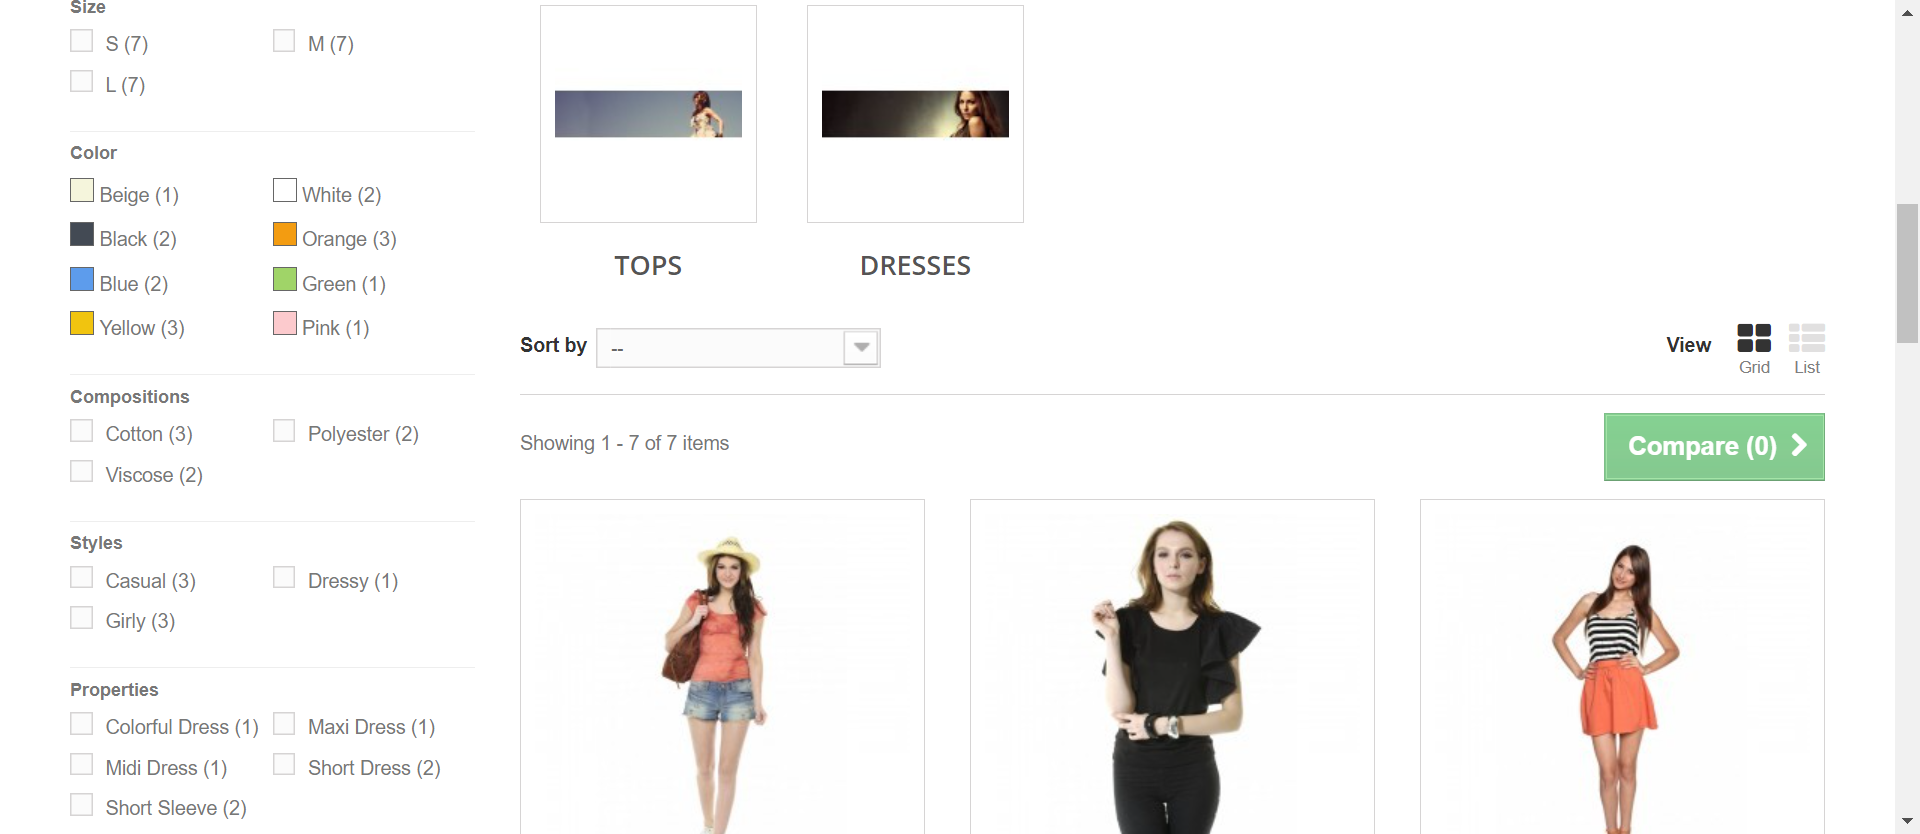 Size
S (7)
M (7)
L (7)
Color
Beige (1)
White (2)
Black (2)
Orange (3)
Blue (2)
Green (1)
Yellow (3)
Pink (1)
Compositions
Cotton (3)
Polyester (2)
Viscose (2)
Styles
Casual (3)
Dressy (1)
Girly (3)
Properties
Colorful Dress (1)
Maxi Dress (1)
Midi Dress (1)
Short Dress (2)
Short Sleeve (2)
TOPS
DRESSES
Sort by
--
View
Grid
List
Showing 1 - 7 of 7 items
Compare (0)